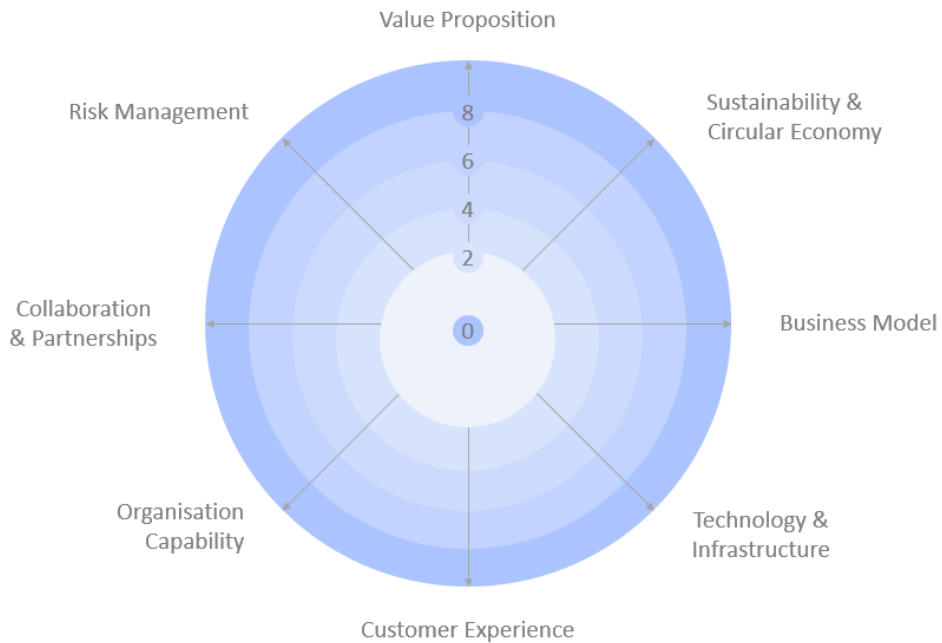 Value Proposition
Risk Management
Sustainability &
Circular Economy
8
6
4
2
0
Collaboration
& Partnerships
Business Model
Organisation
Capability
Technology &
Infrastructure
Customer Experience